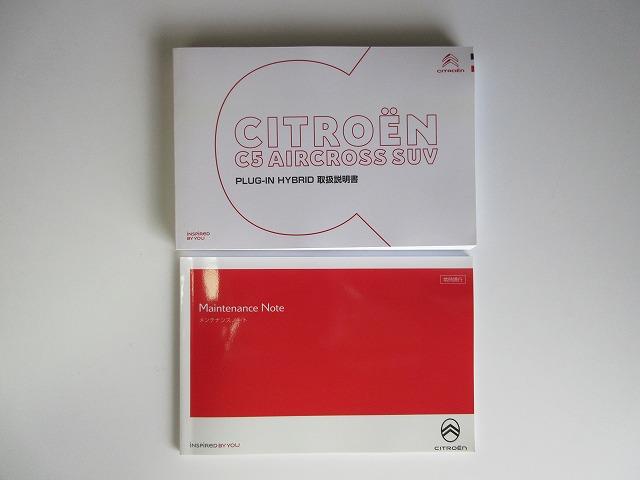 CITROËN
CITROËN
C5 AIRCROSS SUV
PLUG-IN HYBRID 取扱説明書
INSPIRED
BY YOU
Maintenance Note
メンテナンスノート
INSPIRED BY YOU
CITROËN